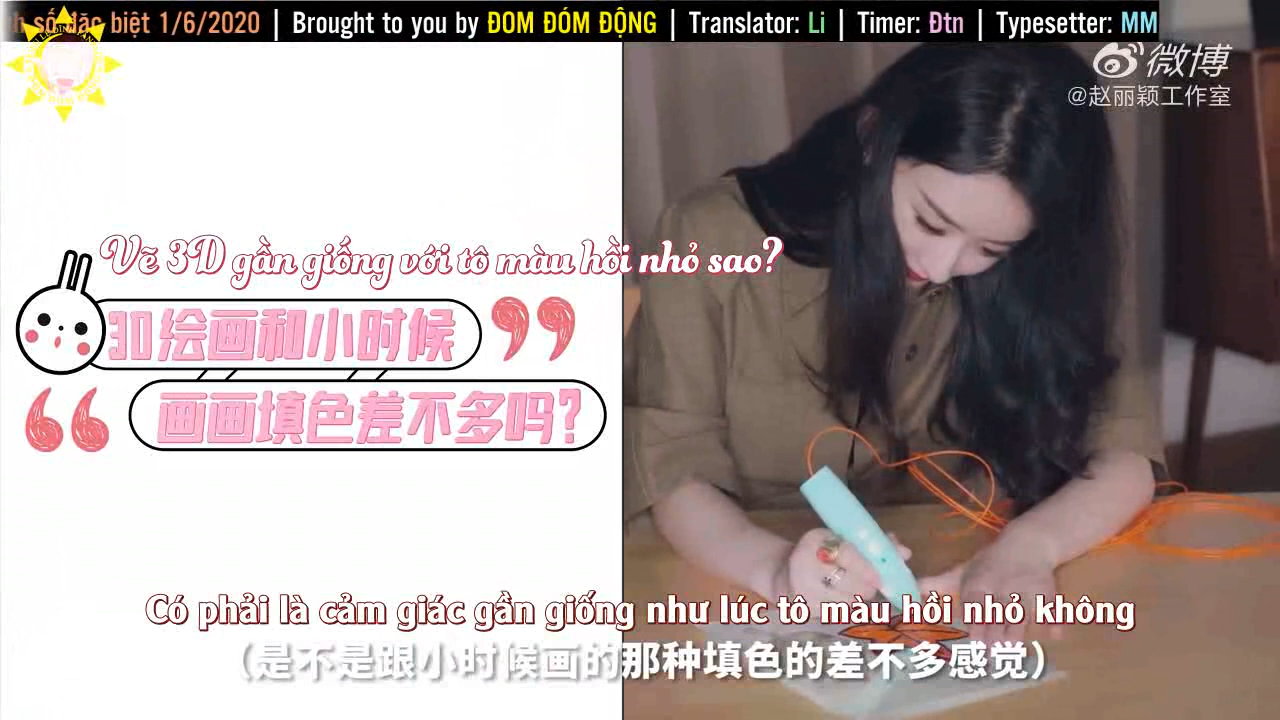 h số đặc biệt 1/6/2020 | Brought to you by ĐOM ĐÓM ĐỘNG | Translator: Li | Timer: Đtn | Typesetter: MM
微博
@赵丽颖工作室
Vẽ 3D gần giống với tô màu hồi nhỏ sao?
3D绘画和小时候
画画填色差不多吗?
Có phải là cảm giác gần giống như lúc tô màu hồi nhỏ không
(是不是跟小时候画的那种填色的差不多感觉)